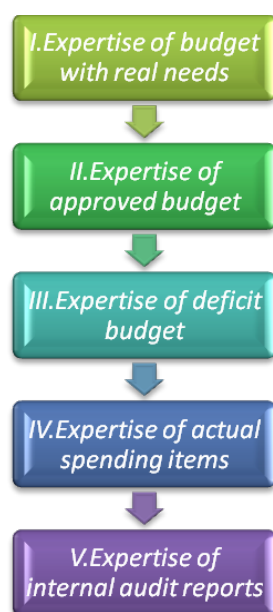 I.Expertise of budget
with real needs
II.Expertise of
approved budget
III.Expertise of deficit
budget
IV.Expertise of actual
spending items
V.Expertise of
internal audit reports